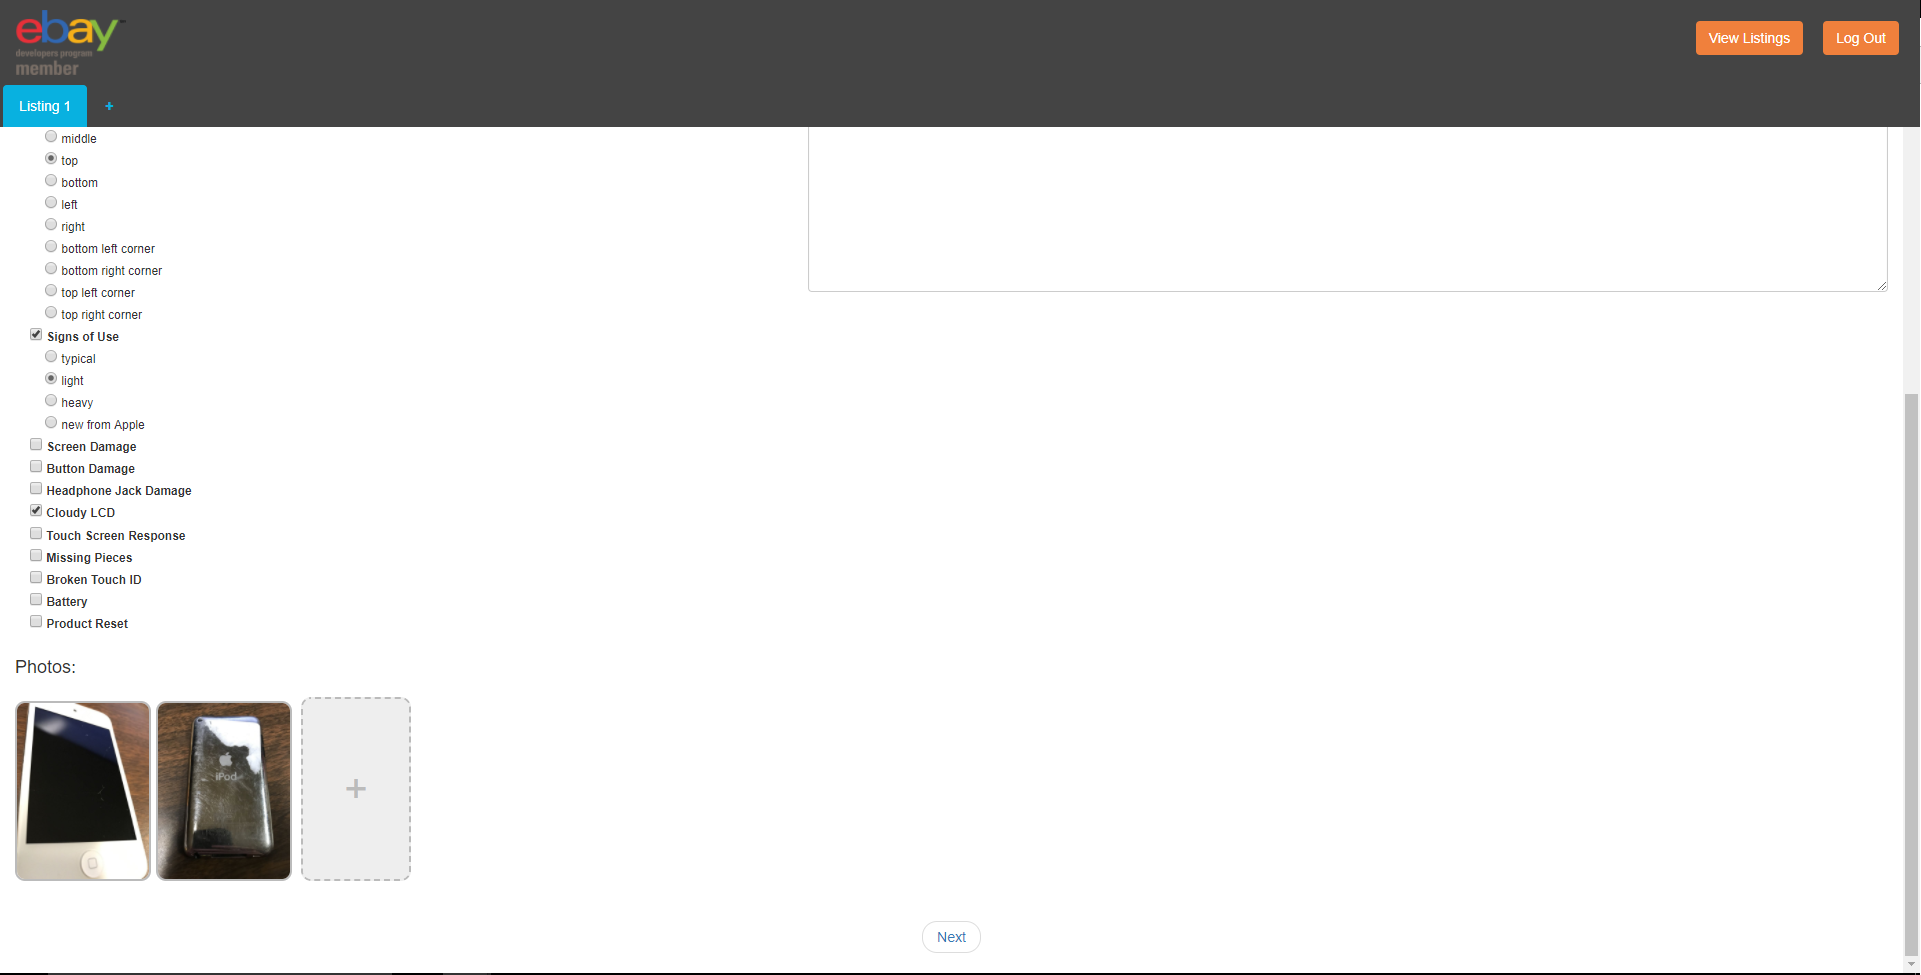 ebay
developers program
member
View Listings
Log Out
Listing 1 +
middle
top
bottom
left
right
bottom left corner
bottom right corner
top left corner
top right corner
Signs of Use
typical
light
heavy
new from Apple
Screen Damage
Button Damage
Headphone Jack Damage
Cloudy LCD
Touch Screen Response
Missing Pieces
Broken Touch ID
Battery
Product Reset
Photos:
iPod
+
Next